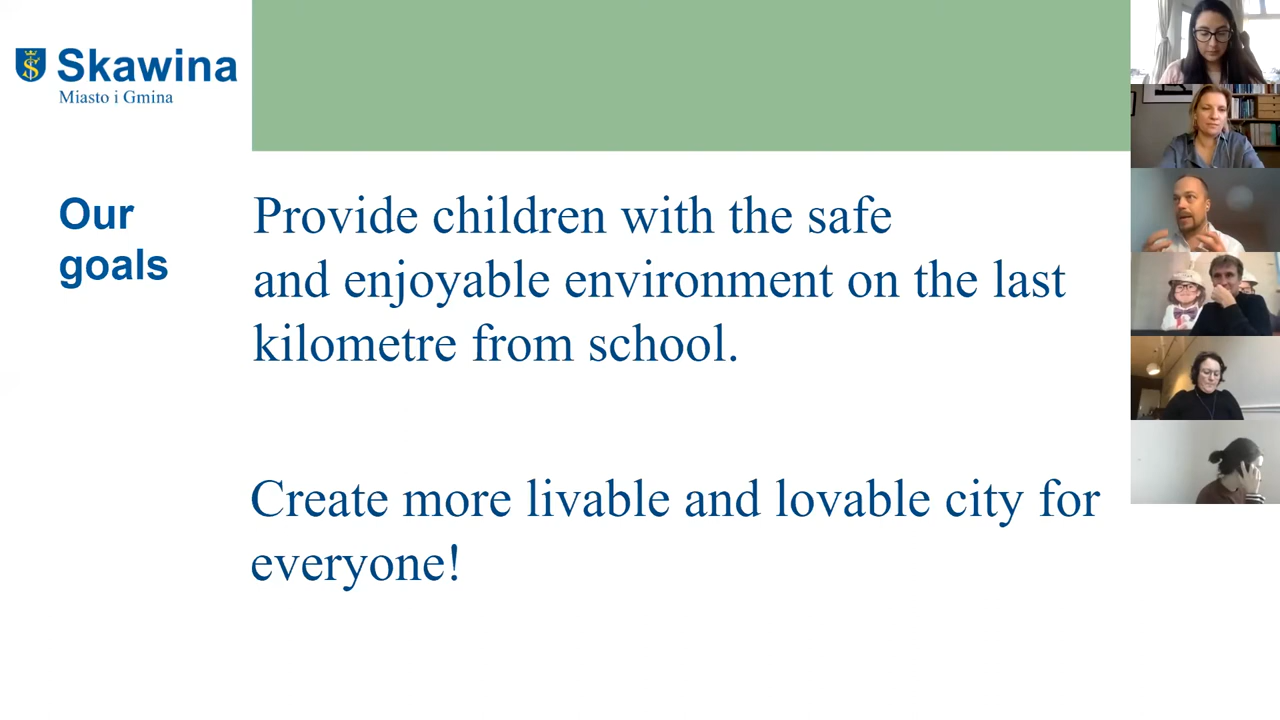 Skawina
Miasto i Gmina
Our
goals
Provide children with the safe
and enjoyable environment on the last
kilometre from school.
Create more livable and lovable city for
everyone!